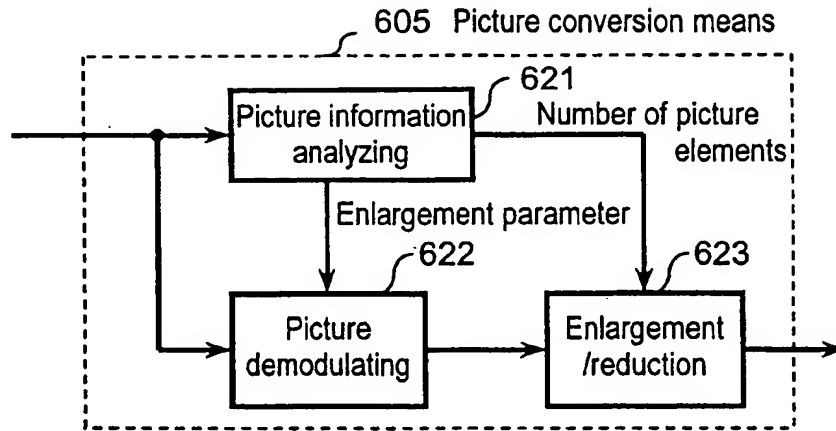 605 Picture conversion means
621
Picture information
analyzing
Number of picture
elements
Enlargement parameter
622
623
Picture
demodulating
Enlargement
/reduction